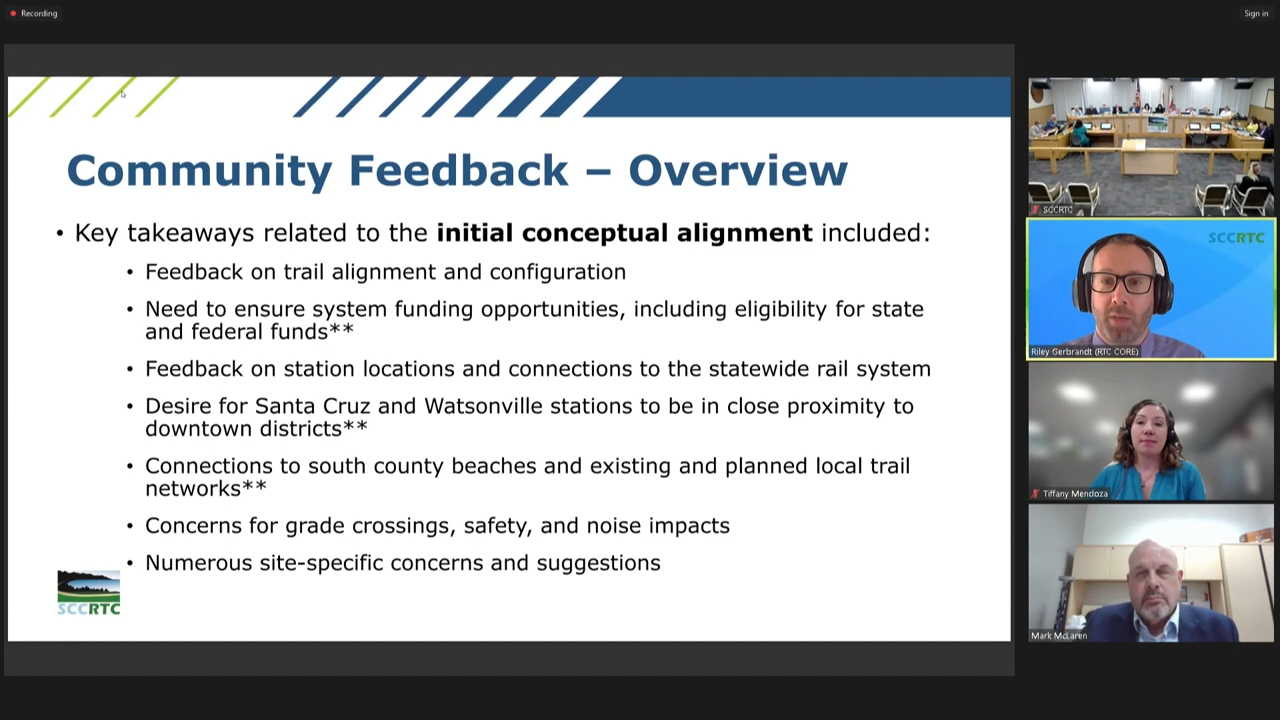 Recording
Sign in
Community Feedback – Overview
• Key takeaways related to the initial conceptual alignment included:
• Feedback on trail alignment and configuration
• Need to ensure system funding opportunities, including eligibility for state
and federal funds**
• Feedback on station locations and connections to the statewide rail system
• Desire for Santa Cruz and Watsonville stations to be in close proximity to
downtown districts**
• Connections to south county beaches and existing and planned local trail
networks**
• Concerns for grade crossings, safety, and noise impacts
• Numerous site-specific concerns and suggestions
SCCRTC
SCCRTC
SCCRTC
Riley Gerbrandt (RTC CORE)
Tiffany Mendoza
Mark McLaren